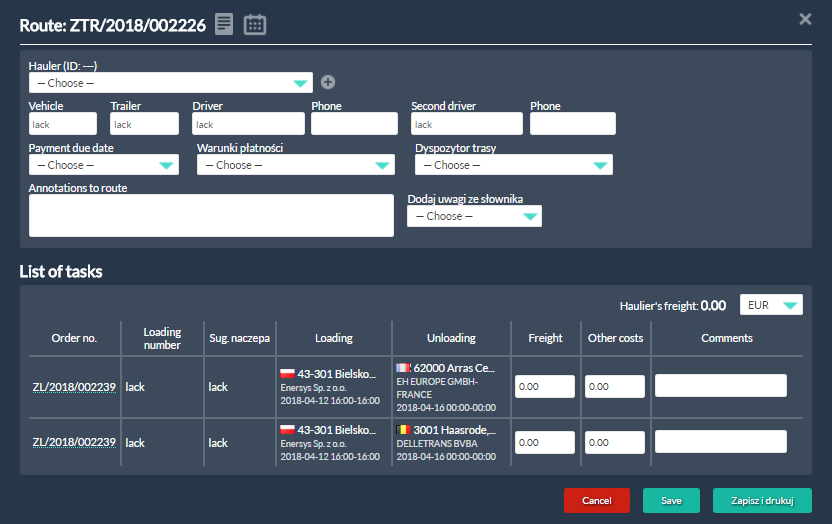 Route: ZTR/2018/002226
Hauler (ID: ---)
-- Choose --
Vehicle Trailer Driver Phone Second driver Phone
lack lack lack lack
Payment due date Warunki płatności Dyspozytor trasy
-- Choose -- -- Choose -- -- Choose --
Annotations to route Dodaj uwagi ze słownika
-- Choose --
List of tasks
Haulier's freight: 0.00 EUR
Order no. Loading number Sug. naczepa Loading Unloading Freight Other costs Comments
ZL/2018/002239 lack lack 43-301 Bielsko... 62000 Arras Ce... 0.00 0.00
Enersys Sp. z o.o. EH EUROPE GMBH-FRANCE
2018-04-12 16:00-16:00 2018-04-16 00:00-00:00
ZL/2018/002239 lack lack 43-301 Bielsko... 3001 Haasrode,... 0.00 0.00
Enersys Sp. z o.o. DELLETRANS BVBA
2018-04-12 16:00-16:00 2018-04-16 00:00-00:00
Cancel Save Zapisz i drukuj